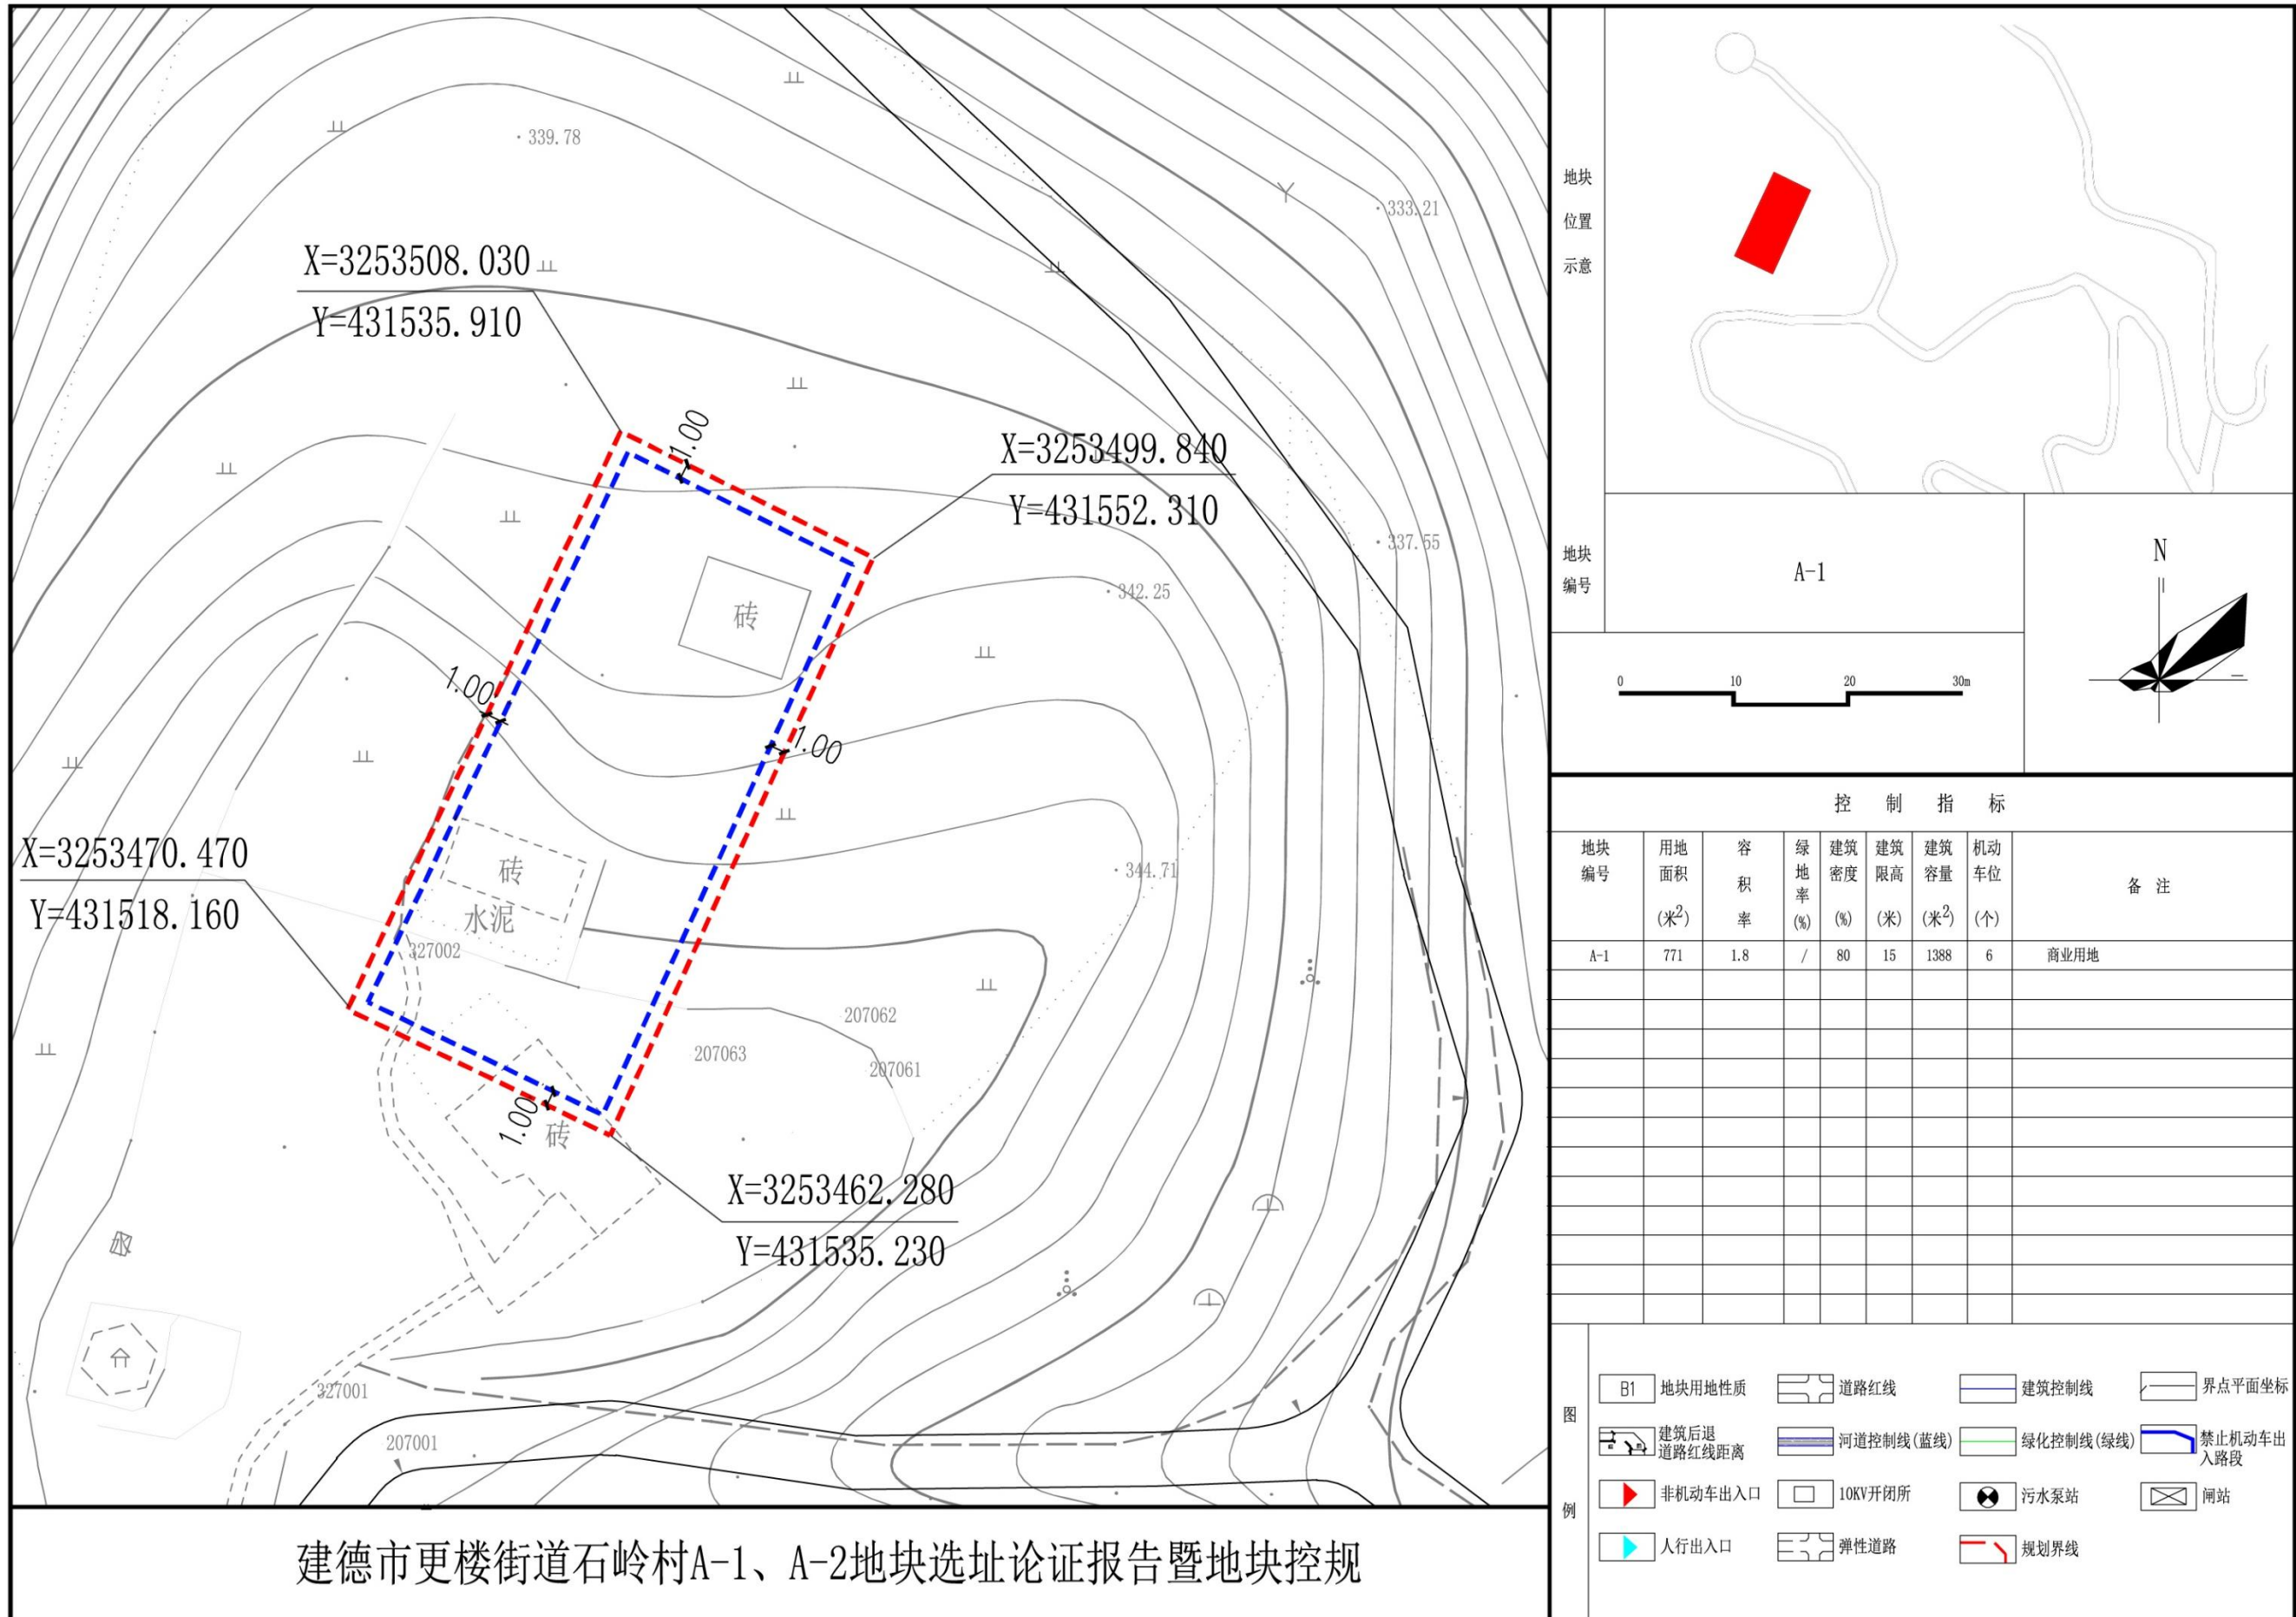 339.78
333.21
X=3253508.030
Y=431535.910
1.00
X=3253499.840
Y=431552.310
337.55
342.25
砖
1.00
1.00
X=3253470.470
Y=431518.160
砖
水泥
344.71
327002
207062
207063
207061
1.00
砖
X=3253462.280
Y=431535.230
327001
207001
建德市更楼街道石岭村A-1、A-2地块选址论证报告暨地块控规
地块
位置
示意
地块
编号
A-1
N
0 10 20 30m
控制指标
地块编号 用地面积(米2) 容积率 绿地率(%) 建筑密度(%) 建筑限高(米) 建筑容量(米2) 机动车位(个) 备注
A-1 771 1.8 / 80 15 1388 6 商业用地
图例
B1 地块用地性质
道路红线
建筑控制线
界点平面坐标
建筑后退
道路红线距离
河道控制线(蓝线)
绿化控制线(绿线)
禁止机动车出
入路段
非机动车出入口
10KV开闭所
污水泵站
闸站
人行出入口
弹性道路
规划界线